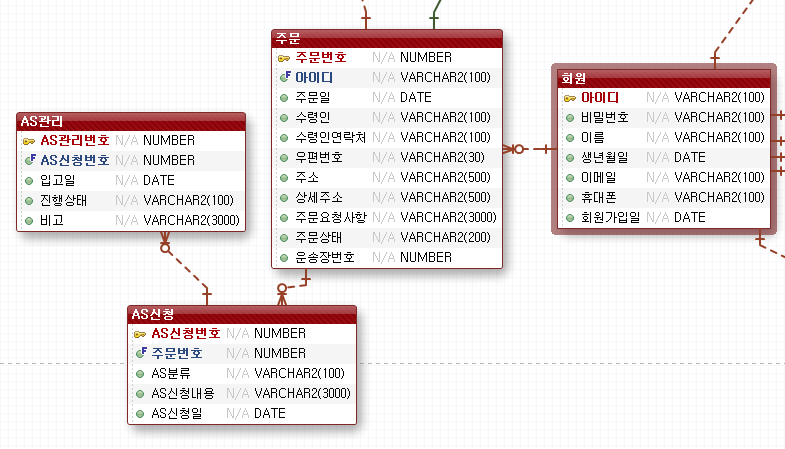 주문
주문번호 N/A NUMBER
아이디 N/A VARCHAR2(100)
주문일 N/A DATE
수령인 N/A VARCHAR2(100)
수령인연락처 N/A VARCHAR2(100)
우편번호 N/A VARCHAR2(30)
주소 N/A VARCHAR2(500)
상세주소 N/A VARCHAR2(500)
주문요청사항 N/A VARCHAR2(3000)
주문상태 N/A VARCHAR2(200)
운송장번호 N/A NUMBER
회원
아이디 N/A VARCHAR2(100)
비밀번호 N/A VARCHAR2(100)
이름 N/A VARCHAR2(100)
생년월일 N/A DATE
이메일 N/A VARCHAR2(100)
휴대폰 N/A VARCHAR2(100)
회원가입일 N/A DATE
AS관리
AS관리번호 N/A NUMBER
AS신청번호 N/A NUMBER
입고일 N/A DATE
진행상태 N/A VARCHAR2(100)
비고 N/A VARCHAR2(3000)
AS신청
AS신청번호 N/A NUMBER
주문번호 N/A NUMBER
AS분류 N/A VARCHAR2(100)
AS신청내용 N/A VARCHAR2(3000)
AS신청일 N/A DATE